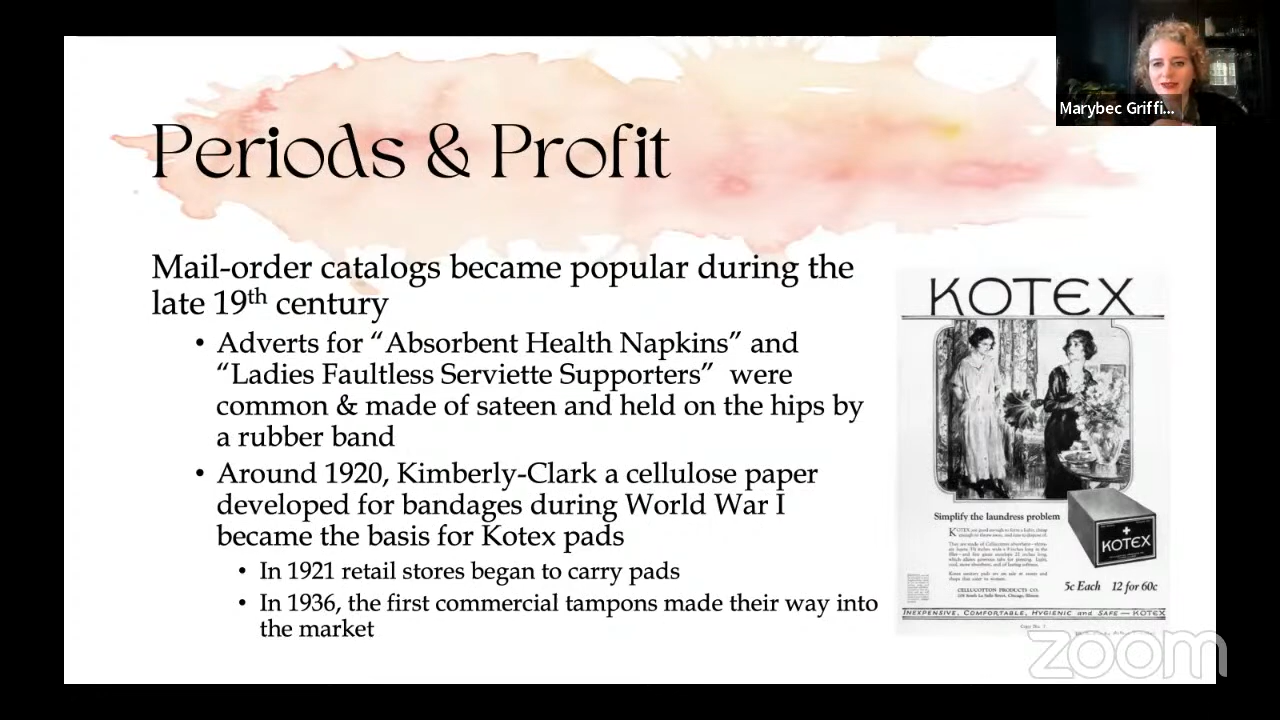 Marybec Griffi...
Periods & Profit
Mail-order catalogs became popular during the
late 19th century
• Adverts for “Absorbent Health Napkins” and
“Ladies Faultless Serviette Supporters”  were
common & made of sateen and held on the hips by
a rubber band
• Around 1920, Kimberly-Clark a cellulose paper
developed for bandages during World War I
became the basis for Kotex pads
• In 1921 retail stores began to carry pads
• In 1936, the first commercial tampons made their way into
the market
KOTEX
Simplify the laundress problem
KOTEX
5c Each 12 for 60c
CELLUCOTTON PRODUCTS CO.
INEXPENSIVE, COMFORTABLE, HYGIENIC and SAFE — KOTEX
zoom